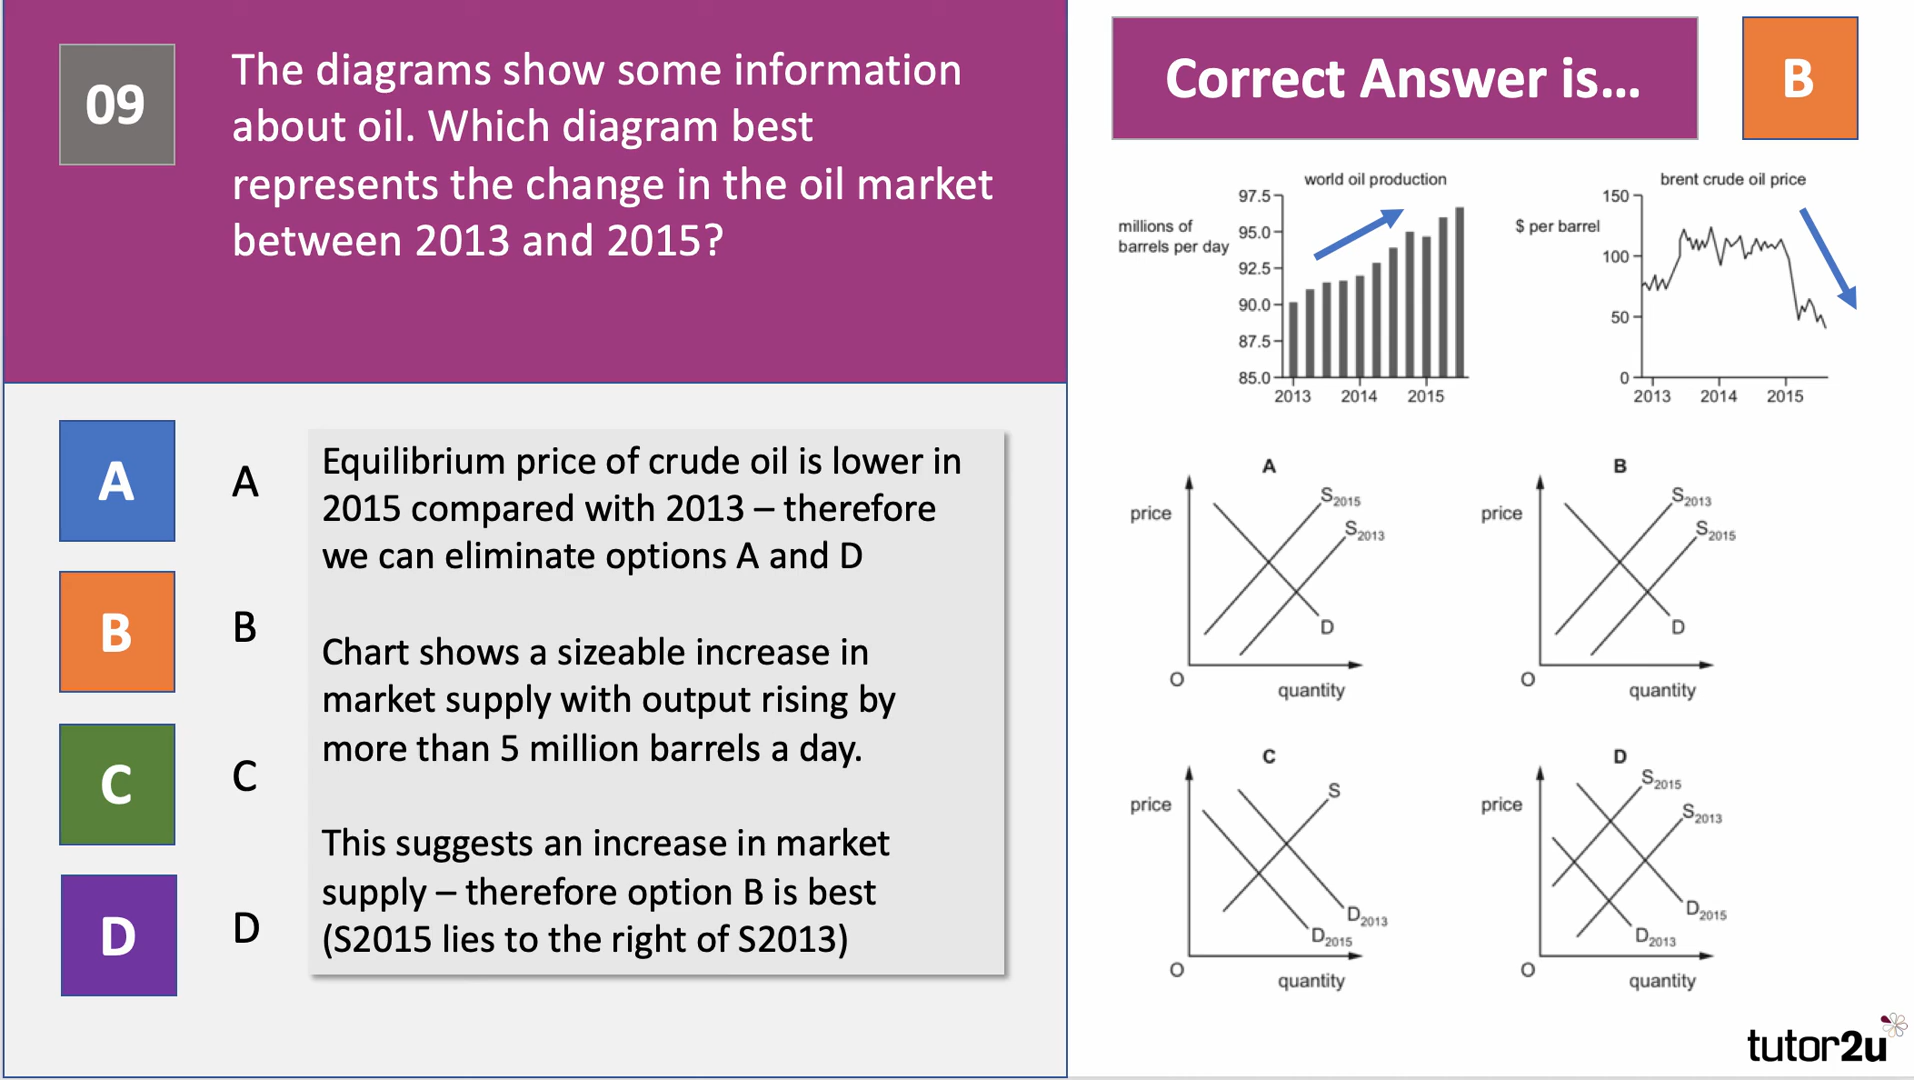 09
The diagrams show some information
about oil. Which diagram best
represents the change in the oil market
between 2013 and 2015?
A
A
B
B
C
C
D
D
Equilibrium price of crude oil is lower in
2015 compared with 2013 – therefore
we can eliminate options A and D
Chart shows a sizeable increase in
market supply with output rising by
more than 5 million barrels a day.
This suggests an increase in market
supply – therefore option B is best
(S2015 lies to the right of S2013)
Correct Answer is...
B
world oil production
millions of
barrels per day
97.5
95.0
92.5
90.0
87.5
85.0
2013 2014 2015
brent crude oil price
$ per barrel
150
100
50
0
2013 2014 2015
A
price
S2015
S2013
D
O
quantity
B
price
S2013
S2015
D
O
quantity
C
price
S
D2013
D2015
O
quantity
D
price
S2015
S2013
D2015
D2013
O
quantity
tutor2u